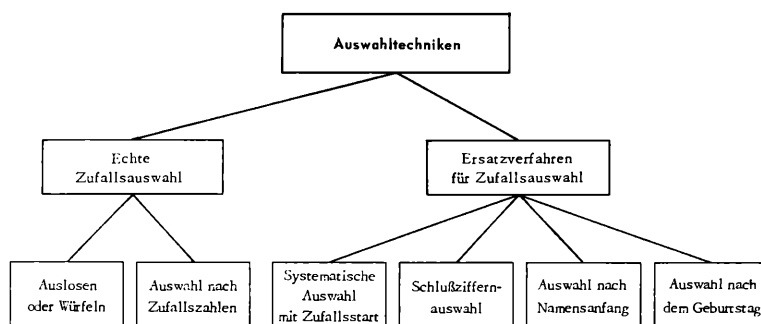 Auswahltechniken
Echte
Zufallsauswahl
Ersatzverfahren
für Zufallsauswahl
Auslosen
oder Würfeln
Auswahl nach
Zufallszahlen
Systematische
Auswahl
mit Zufallsstart
Schlußziffern-
auswahl
Auswahl nach
Namensanfang
Auswahl nach
dem Geburtstag